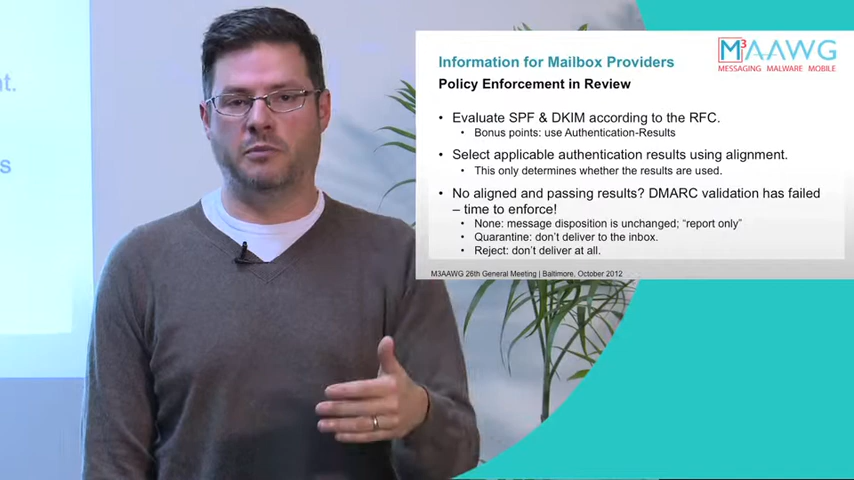 t.
s
M3AAWG
MESSAGING MALWARE MOBILE
Information for Mailbox Providers
Policy Enforcement in Review
• Evaluate SPF & DKIM according to the RFC.
• Bonus points: use Authentication-Results
• Select applicable authentication results using alignment.
• This only determines whether the results are used.
• No aligned and passing results? DMARC validation has failed
– time to enforce!
• None: message disposition is unchanged; “report only”
• Quarantine: don’t deliver to the inbox.
• Reject: don’t deliver at all.
M3AAWG 26th General Meeting | Baltimore, October 2012